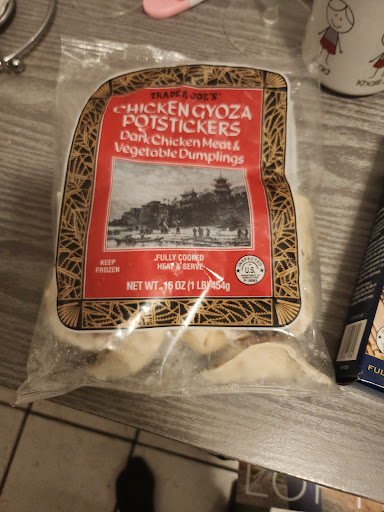 TRADER JOE'S
CHICKEN GYOZA
POTSTICKERS
Dark Chicken Meat &
Vegetable Dumplings
KEEP
FROZEN
FULLY COOKED
HEAT & SERVE
U.S.
NET WT. 16 OZ (1 LB) 454g
FUL